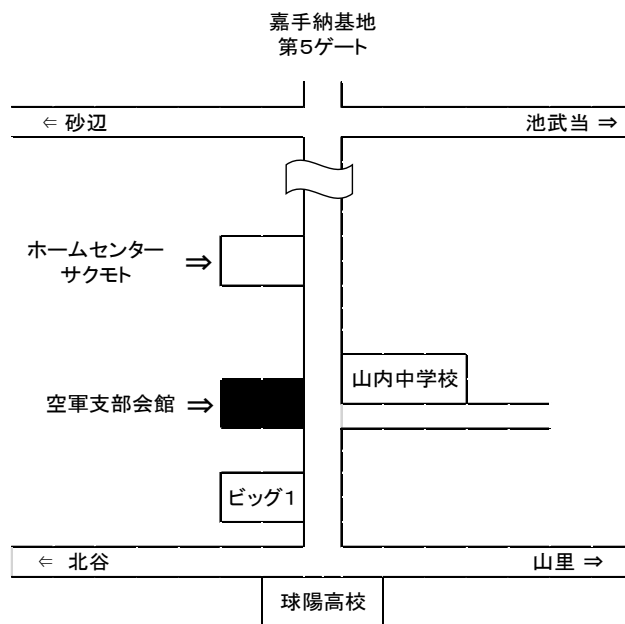 嘉手納基地
第5ゲート
⇐ 砂辺
池武当 ⇒
ホームセンター
サクモト
⇒
山内中学校
空軍支部会館 ⇒
ビッグ1
⇐ 北谷
山里 ⇒
球陽高校